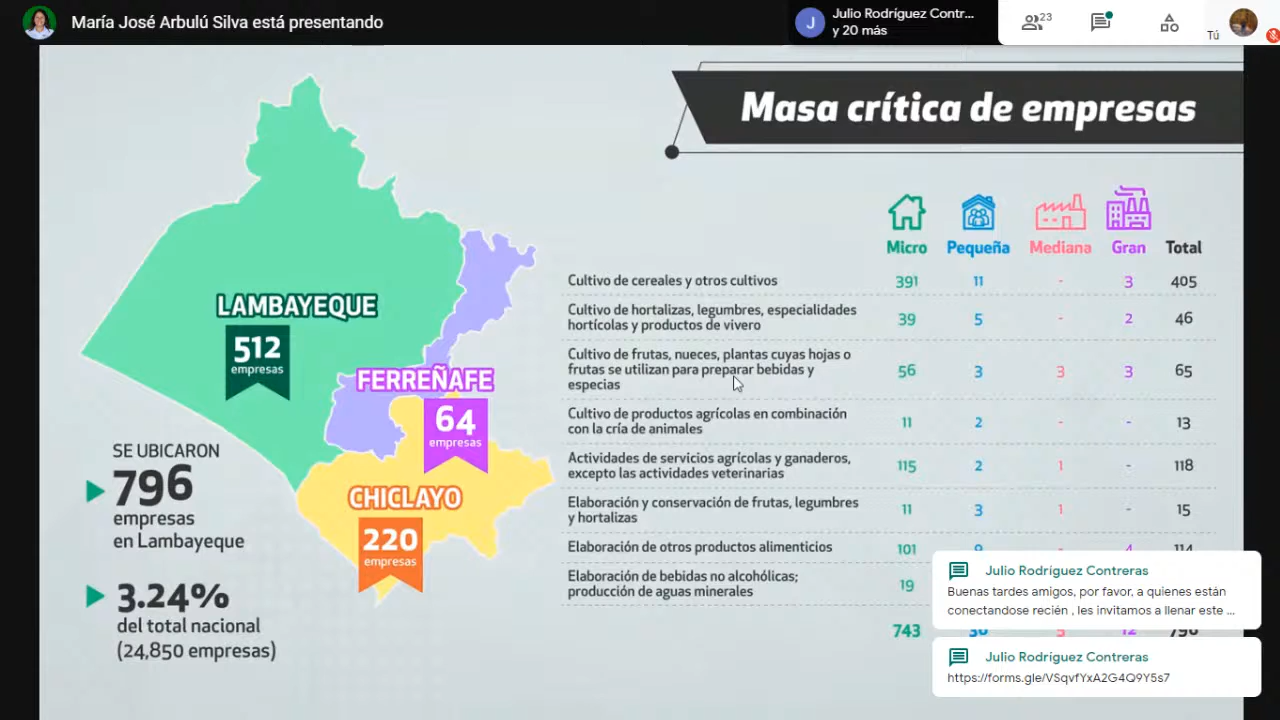 María José Arbulú Silva está presentando
J
Julio Rodríguez Contr...
y 20 más
23
Tú
Masa crítica de empresas
Micro Pequeña Mediana Gran Total
Cultivo de cereales y otros cultivos 391 11 - 3 405
Cultivo de hortalizas, legumbres, especialidades
hortícolas y productos de vivero 39 5 - 2 46
Cultivo de frutas, nueces, plantas cuyas hojas o
frutas se utilizan para preparar bebidas y
especias 56 3 3 3 65
Cultivo de productos agrícolas en combinación
con la cría de animales 11 2 - - 13
Actividades de servicios agrícolas y ganaderos,
excepto las actividades veterinarias 115 2 1 - 118
Elaboración y conservación de frutas, legumbres
y hortalizas 11 3 1 - 15
Elaboración de otros productos alimenticios 101 9 - 4 114
Elaboración de bebidas no alcohólicas;
producción de aguas minerales 19
743 36 5 12 796
LAMBAYEQUE
512
empresas
FERREÑAFE
64
empresas
CHICLAYO
220
empresas
SE UBICARON
796
empresas
en Lambayeque
3.24%
del total nacional
(24,850 empresas)
Julio Rodríguez Contreras
Buenas tardes amigos, por favor, a quienes están
conectandose recién , les invitamos a llenar este ...
Julio Rodríguez Contreras
https://forms.gle/VSqvfYxA2G4Q9Y5s7